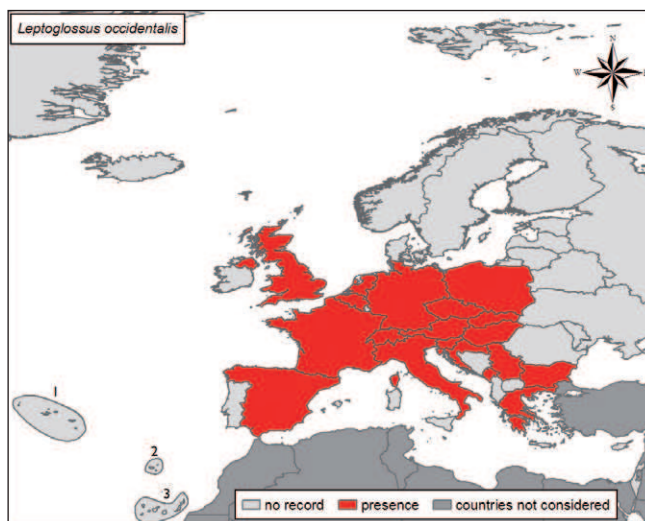 Leptoglossus occidentalis
N
W
S
1
2
3
no record presence countries not considered